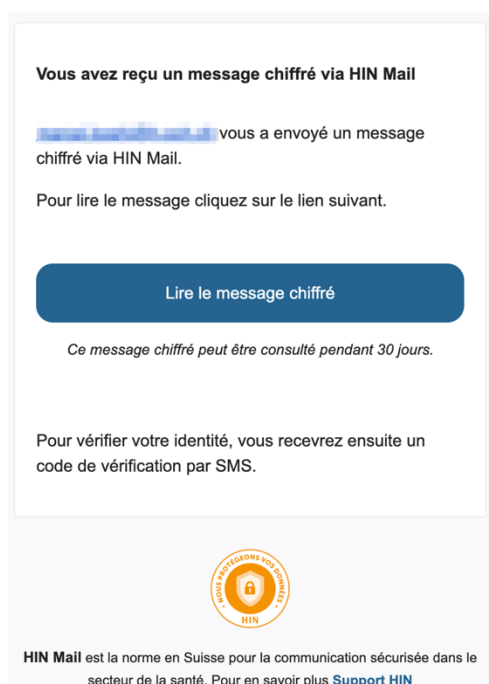 Vous avez reçu un message chiffré via HIN Mail
vous a envoyé un message
chiffré via HIN Mail.
Pour lire le message cliquez sur le lien suivant.
Lire le message chiffré
Ce message chiffré peut être consulté pendant 30 jours.
Pour vérifier votre identité, vous recevrez ensuite un
code de vérification par SMS.
NOUS PROTÉGEONS VOS DONNÉES
HIN
HIN Mail est la norme en Suisse pour la communication sécurisée dans le
secteur de la santé. Pour en savoir plus Support HIN